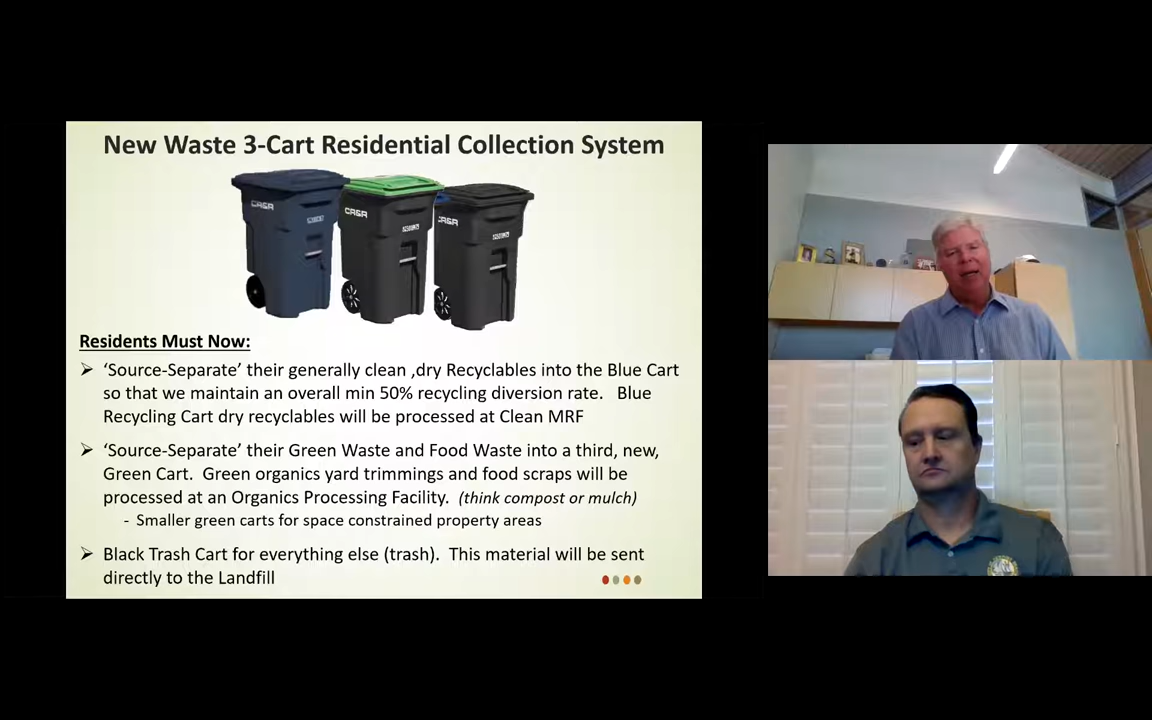 New Waste 3-Cart Residential Collection System
CR&R
CR&R
CR&R
Residents Must Now:
➢ ‘Source-Separate’ their generally clean ,dry Recyclables into the Blue Cart
so that we maintain an overall min 50% recycling diversion rate. Blue
Recycling Cart dry recyclables will be processed at Clean MRF
➢ ‘Source-Separate’ their Green Waste and Food Waste into a third, new,
Green Cart. Green organics yard trimmings and food scraps will be
processed at an Organics Processing Facility. (think compost or mulch)
- Smaller green carts for space constrained property areas
➢ Black Trash Cart for everything else (trash). This material will be sent
directly to the Landfill